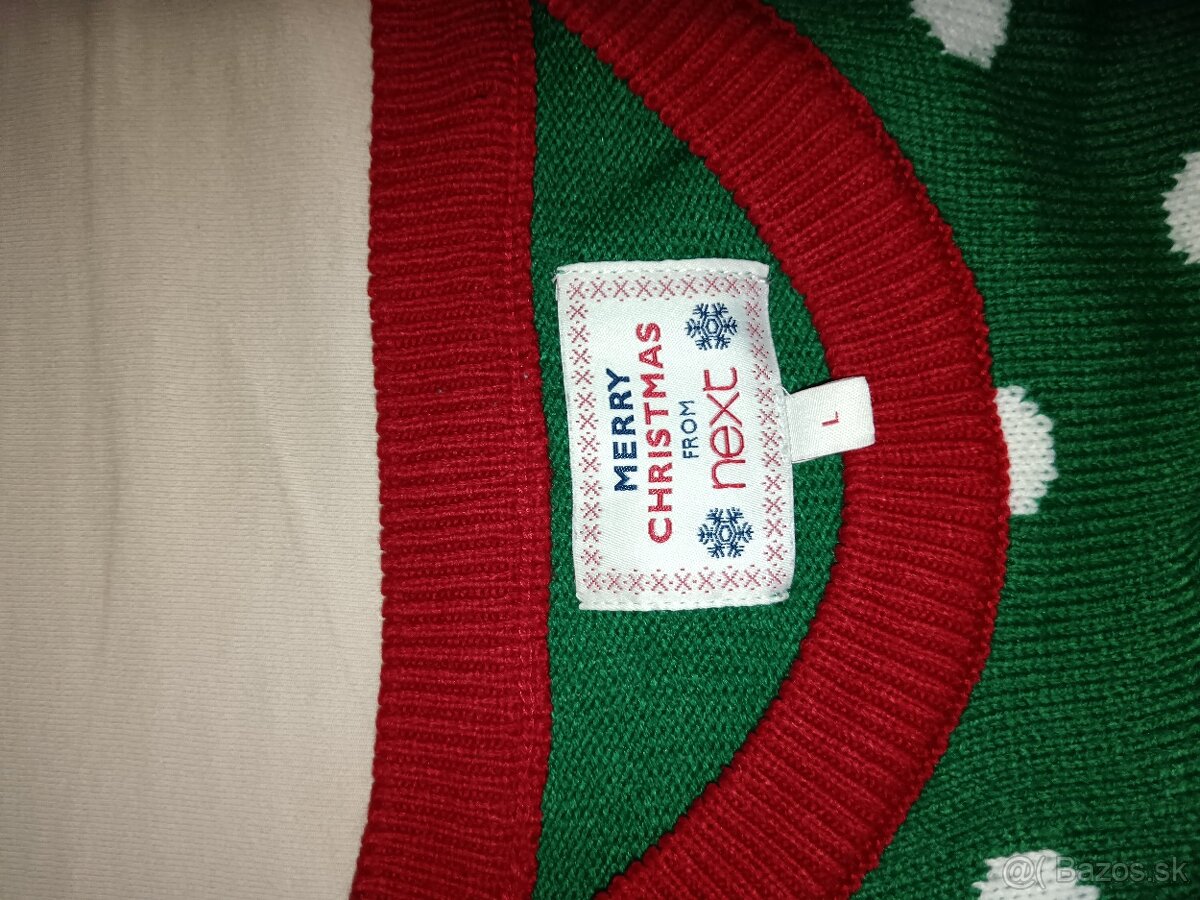 MERRY
CHRISTMAS
FROM
next
L
@( Bazos.sk